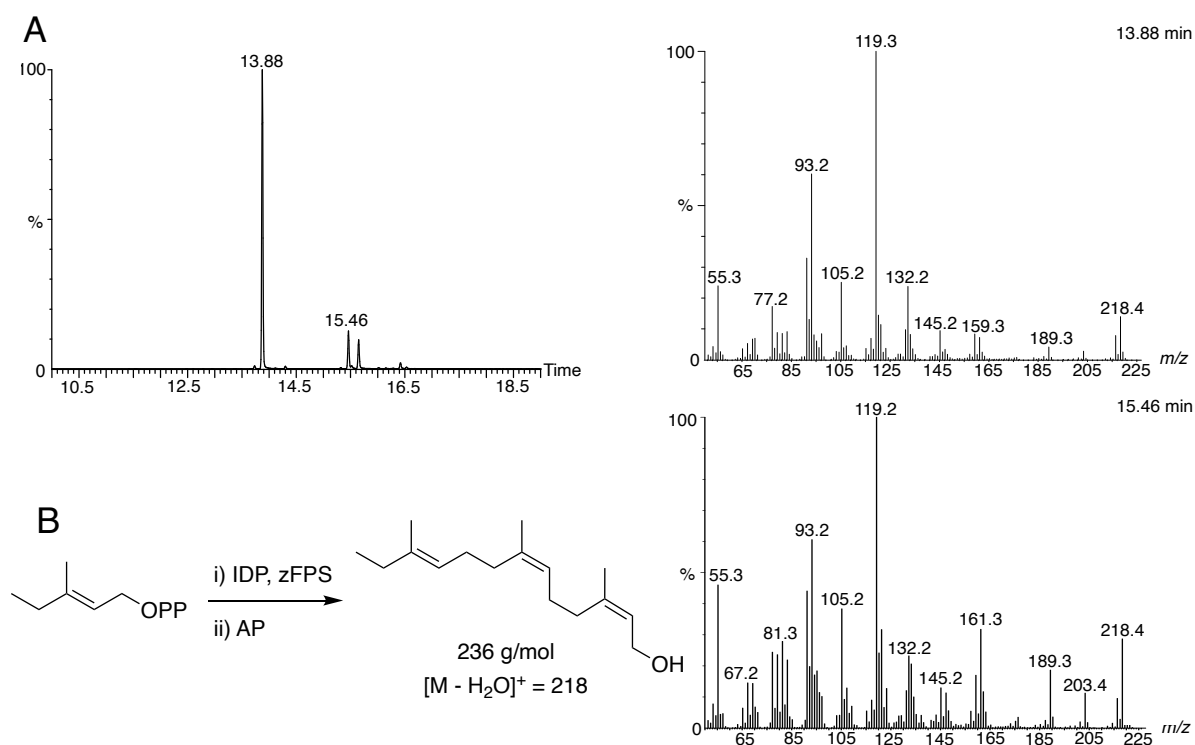 A
100
%
0
13.88
15.46
10.5 12.5 14.5 16.5 18.5
Time
13.88 min
100
%
0
55.3 77.2 93.2 105.2 119.3 132.2 145.2 159.3 189.3 218.4
65 85 105 125 145 165 185 205 225
m/z
15.46 min
100
%
0
55.3 67.2 81.3 93.2 105.2 119.2 132.2 145.2 161.3 189.3 203.4 218.4
65 85 105 125 145 165 185 205 225
m/z
B
OPP
i) IDP, zFPS
ii) AP
OH
236 g/mol
[M - H₂O]⁺ = 218